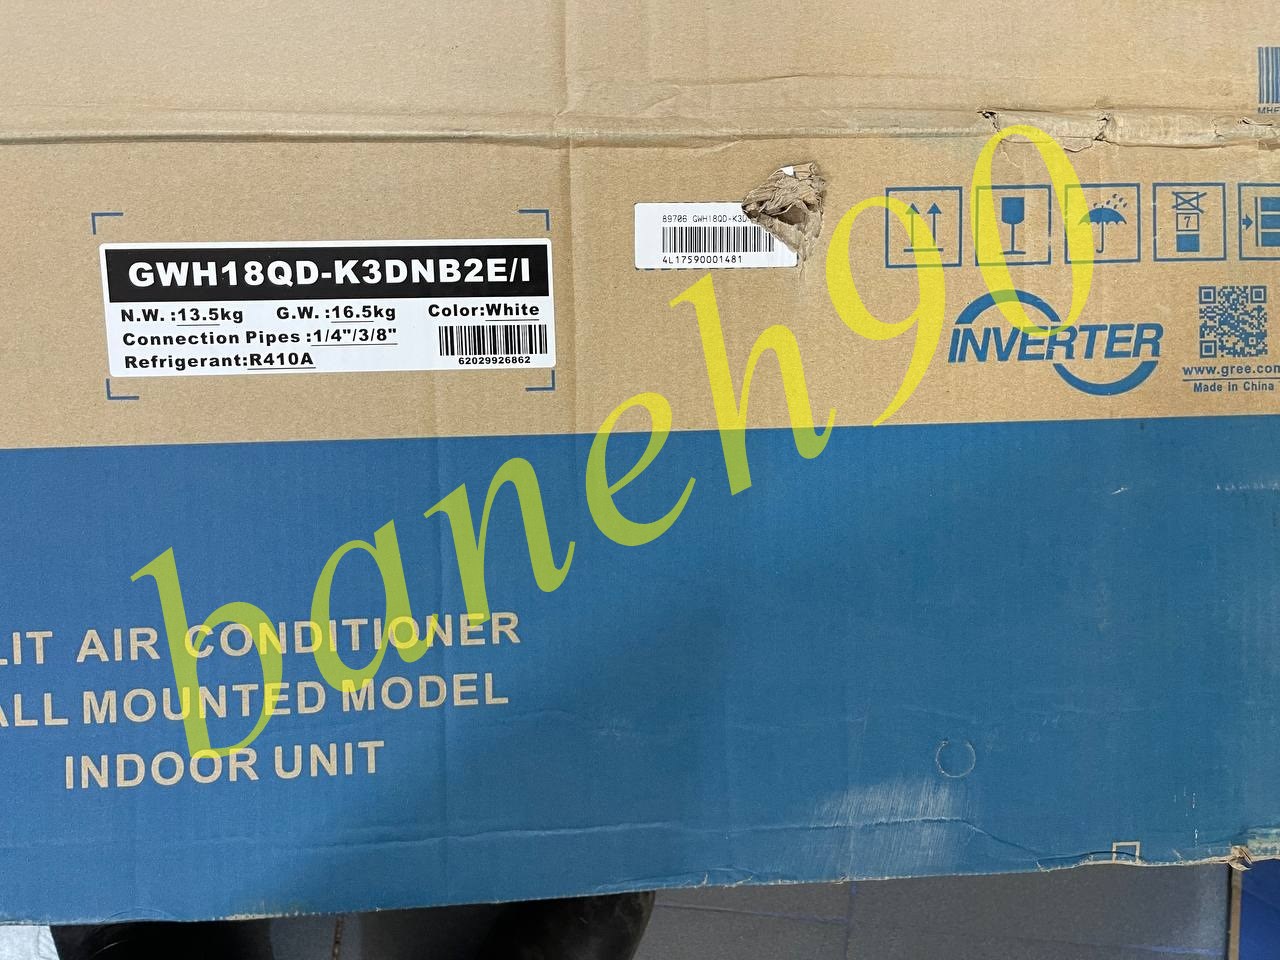 GWH18QD-K3DNB2E/I
N.W. :13.5kg G.W. :16.5kg Color:White
Connection Pipes :1/4"/3/8"
Refrigerant:R410A
62029926862
89706 GWH18QD-K3D
4L17590001481
7
INVERTER
www.gree.com
Made in China
baneh90
LIT AIR CONDITIONER
ALL MOUNTED MODEL
INDOOR UNIT